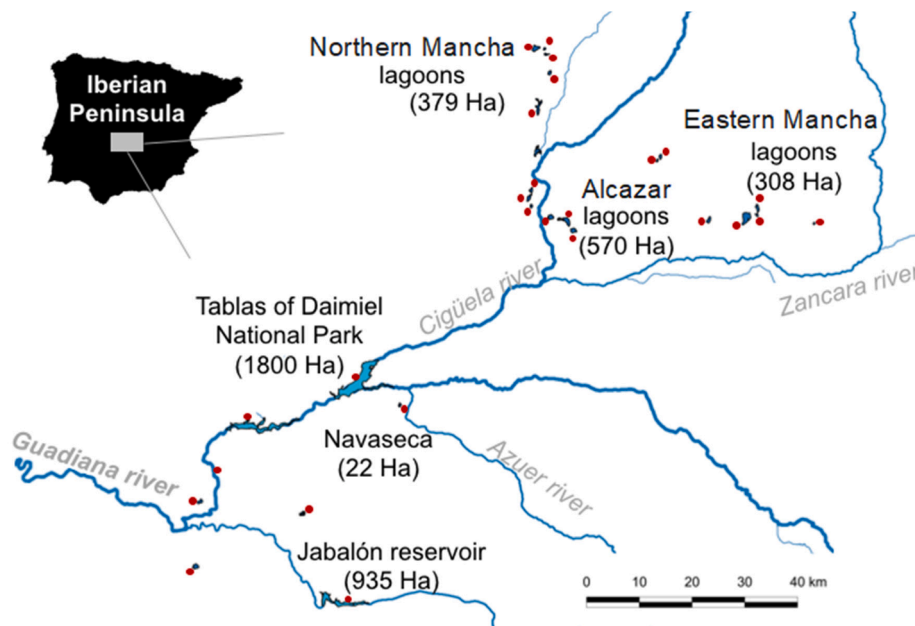 Northern Mancha
lagoons
(379 Ha)
Iberian
Peninsula
Eastern Mancha
lagoons
(308 Ha)
Alcazar
lagoons
(570 Ha)
Cigüela river
Zancara river
Tablas of Daimiel
National Park
(1800 Ha)
Navaseca
(22 Ha)
Azuer river
Guadiana river
Jabalón reservoir
(935 Ha)
0 10 20 30 40 km